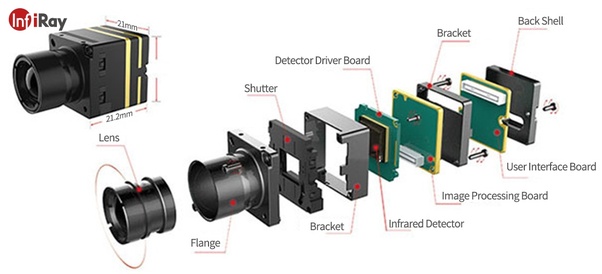 InfiRay
21mm
21.2mm
Lens
Flange
Shutter
Bracket
Detector Driver Board
Infrared Detector
Bracket
Image Processing Board
Back Shell
User Interface Board